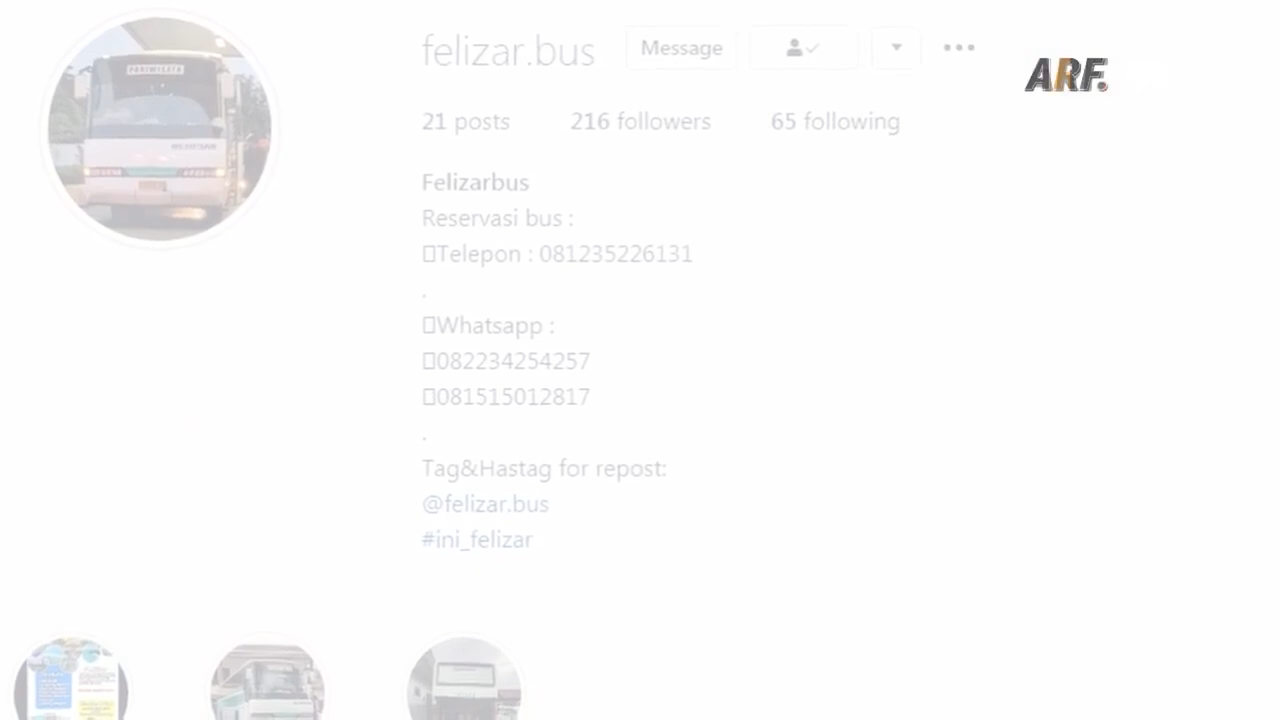 felizar.bus Message
ARF.
21 posts 216 followers 65 following
Felizarbus
Reservasi bus :
Telepon : 081235226131
.
Whatsapp :
082234254257
081515012817
.
Tag&Hastag for repost:
@felizar.bus
#ini_felizar
PARIWISATA